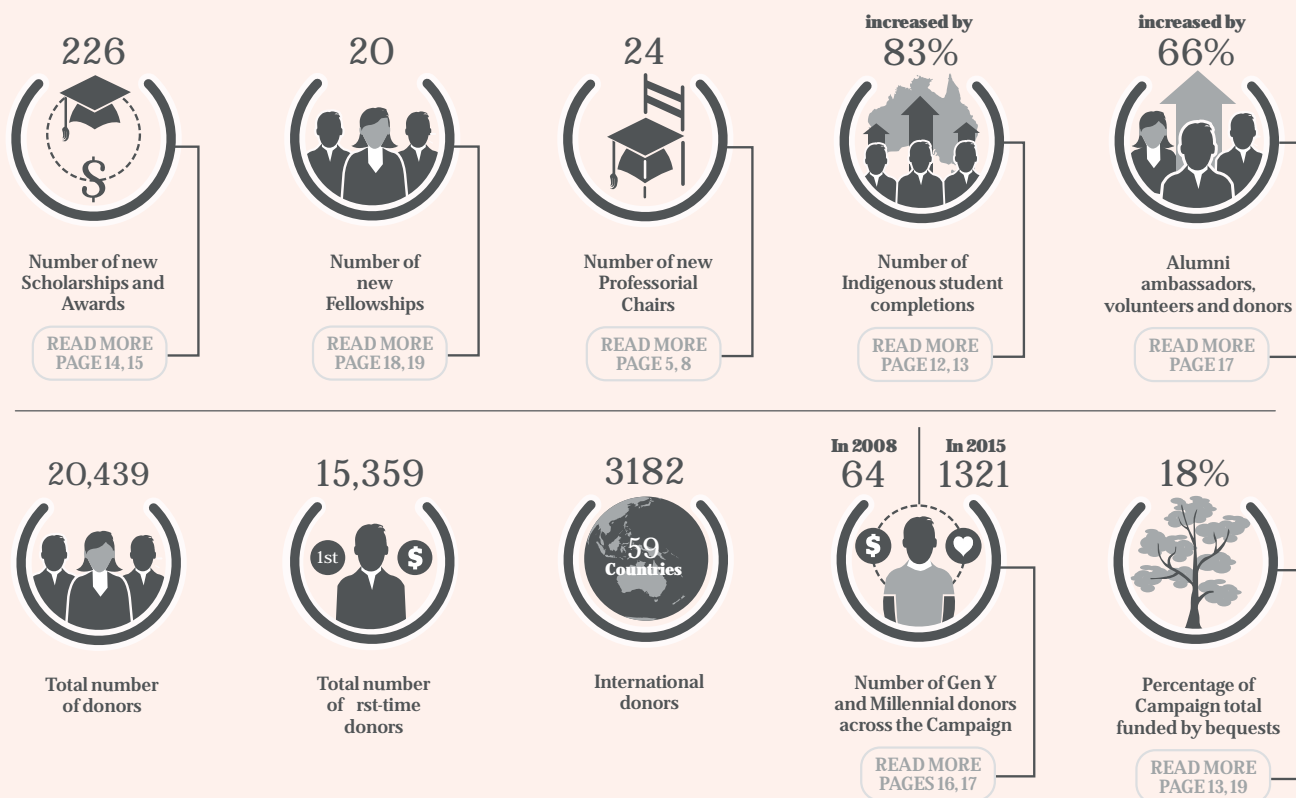 226
Number of new
Scholarships and
Awards
READ MORE
PAGE 14, 15
20
Number of
new
Fellowships
READ MORE
PAGE 18, 19
24
Number of new
Professorial
Chairs
READ MORE
PAGE 5, 8
increased by
83%
Number of
Indigenous student
completions
READ MORE
PAGE 12, 13
increased by
66%
Alumni
ambassadors,
volunteers and donors
READ MORE
PAGE 17
20,439
Total number
of donors
15,359
1st
$
Total number
of rst-time
donors
3182
59
Countries
International
donors
In 2008
64
In 2015
1321
$
Number of Gen Y
and Millennial donors
across the Campaign
READ MORE
PAGES 16, 17
18%
Percentage of
Campaign total
funded by bequests
READ MORE
PAGE 13, 19